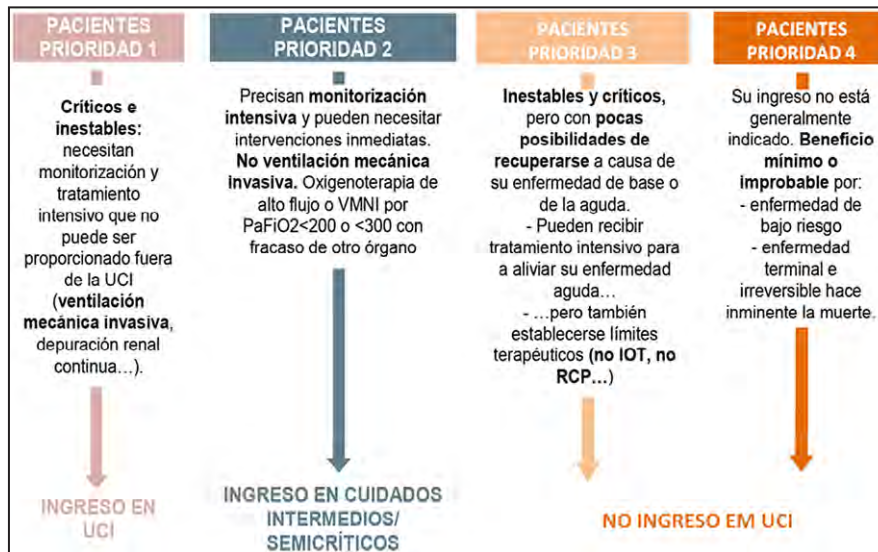 PACIENTES
PRIORIDAD 1
Críticos e
inestables:
necesitan
monitorización y
tratamiento
intensivo que no
puede ser
proporcionado fuera
de la UCI
(ventilación
mecánica invasiva,
depuración renal
continua...).
INGRESO EN
UCI
PACIENTES
PRIORIDAD 2
Precisan monitorización
intensiva y pueden necesitar
intervenciones inmediatas.
No ventilación mecánica
invasiva. Oxigenoterapia de
alto flujo o VMNI por
PaFiO2<200 o <300 con
fracaso de otro órgano
INGRESO EN CUIDADOS
INTERMEDIOS/
SEMICRÍTICOS
PACIENTES
PRIORIDAD 3
Inestables y críticos,
pero con pocas
posibilidades de
recuperarse a causa de
su enfermedad de base o
de la aguda.
- Pueden recibir
tratamiento intensivo para
a aliviar su enfermedad
aguda...
- ...pero también
establecerse límites
terapéuticos (no IOT, no
RCP...)
PACIENTES
PRIORIDAD 4
Su ingreso no está
generalmente
indicado. Beneficio
mínimo o
improbable por:
- enfermedad de
bajo riesgo
- enfermedad
terminal e
irreversible hace
inminente la muerte.
NO INGRESO EM UCI